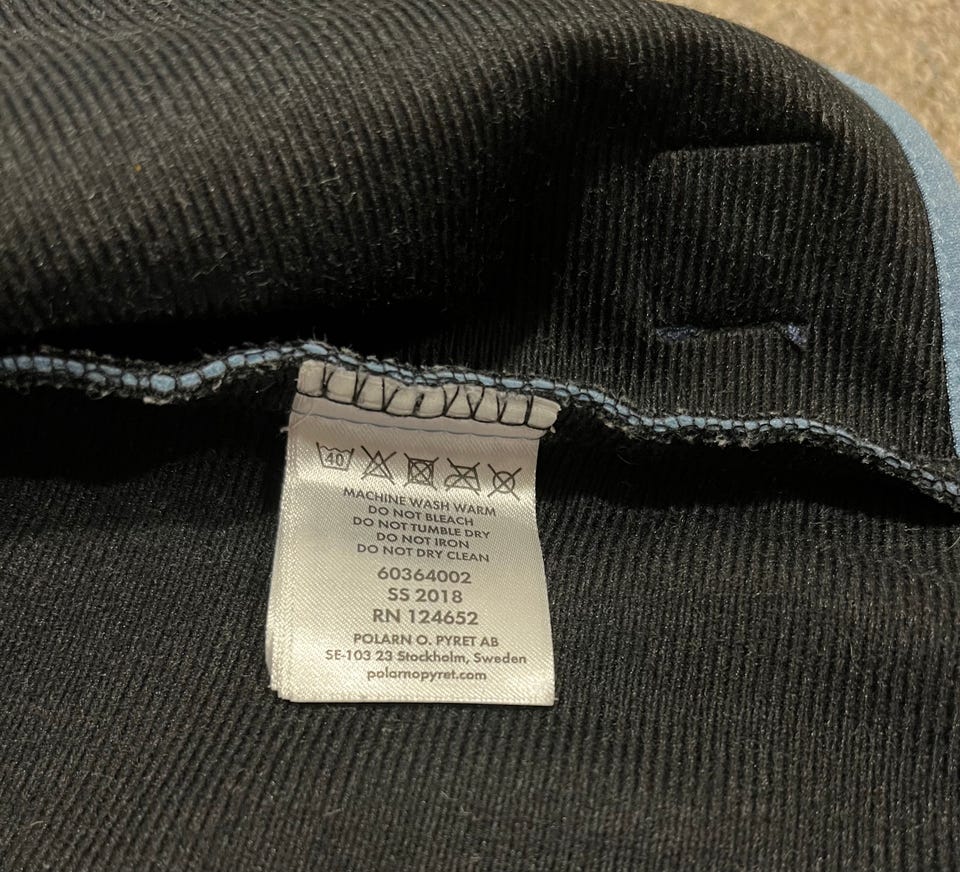 40
MACHINE WASH WARM
DO NOT BLEACH
DO NOT TUMBLE DRY
DO NOT IRON
DO NOT DRY CLEAN
60364002
SS 2018
RN 124652
POLARN O. PYRET AB
SE-103 23 Stockholm, Sweden
polarnopyret.com